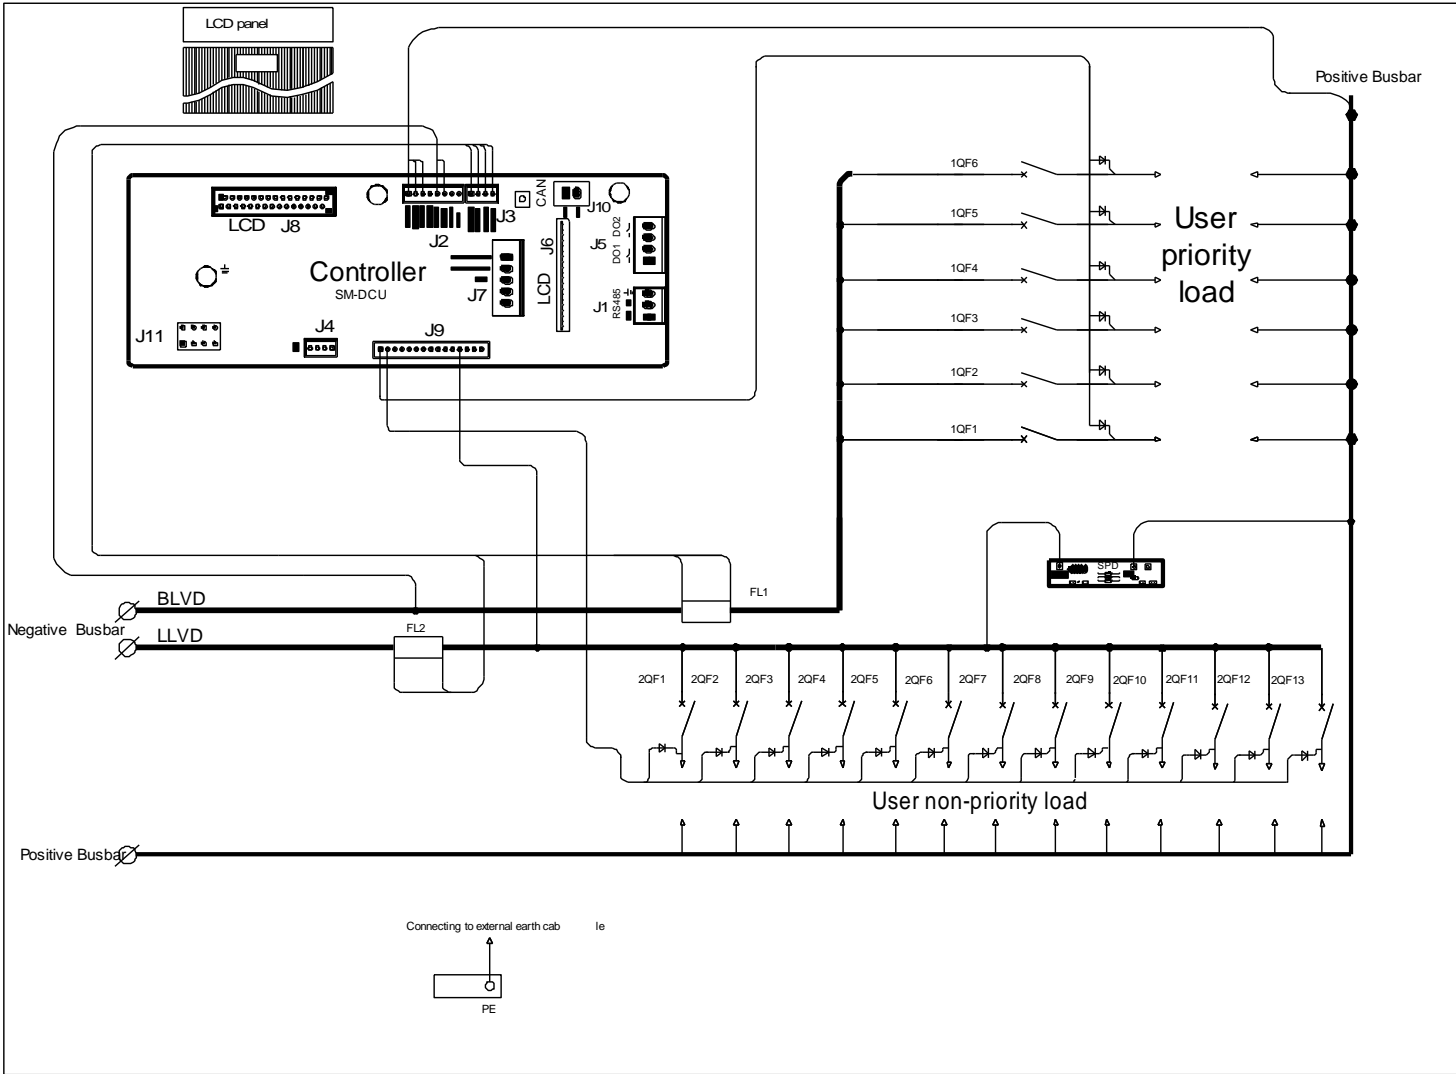 LCD panel
Positive Busbar
1QF6
1QF5
1QF4
1QF3
1QF2
1QF1
User
priority
load
LCD J8
J2
J3
CAN
J10
J6
LCD
J5
DO1 DO2
J7
J1
RS485
Controller
SM-DCU
J11
J4
J9
SPD
BLVD
FL1
Negative Busbar
LLVD
FL2
2QF1 2QF2 2QF3 2QF4 2QF5 2QF6 2QF7 2QF8 2QF9 2QF10 2QF11 2QF12 2QF13
User non-priority load
Positive Busbar
Connecting to external earth cab le
PE